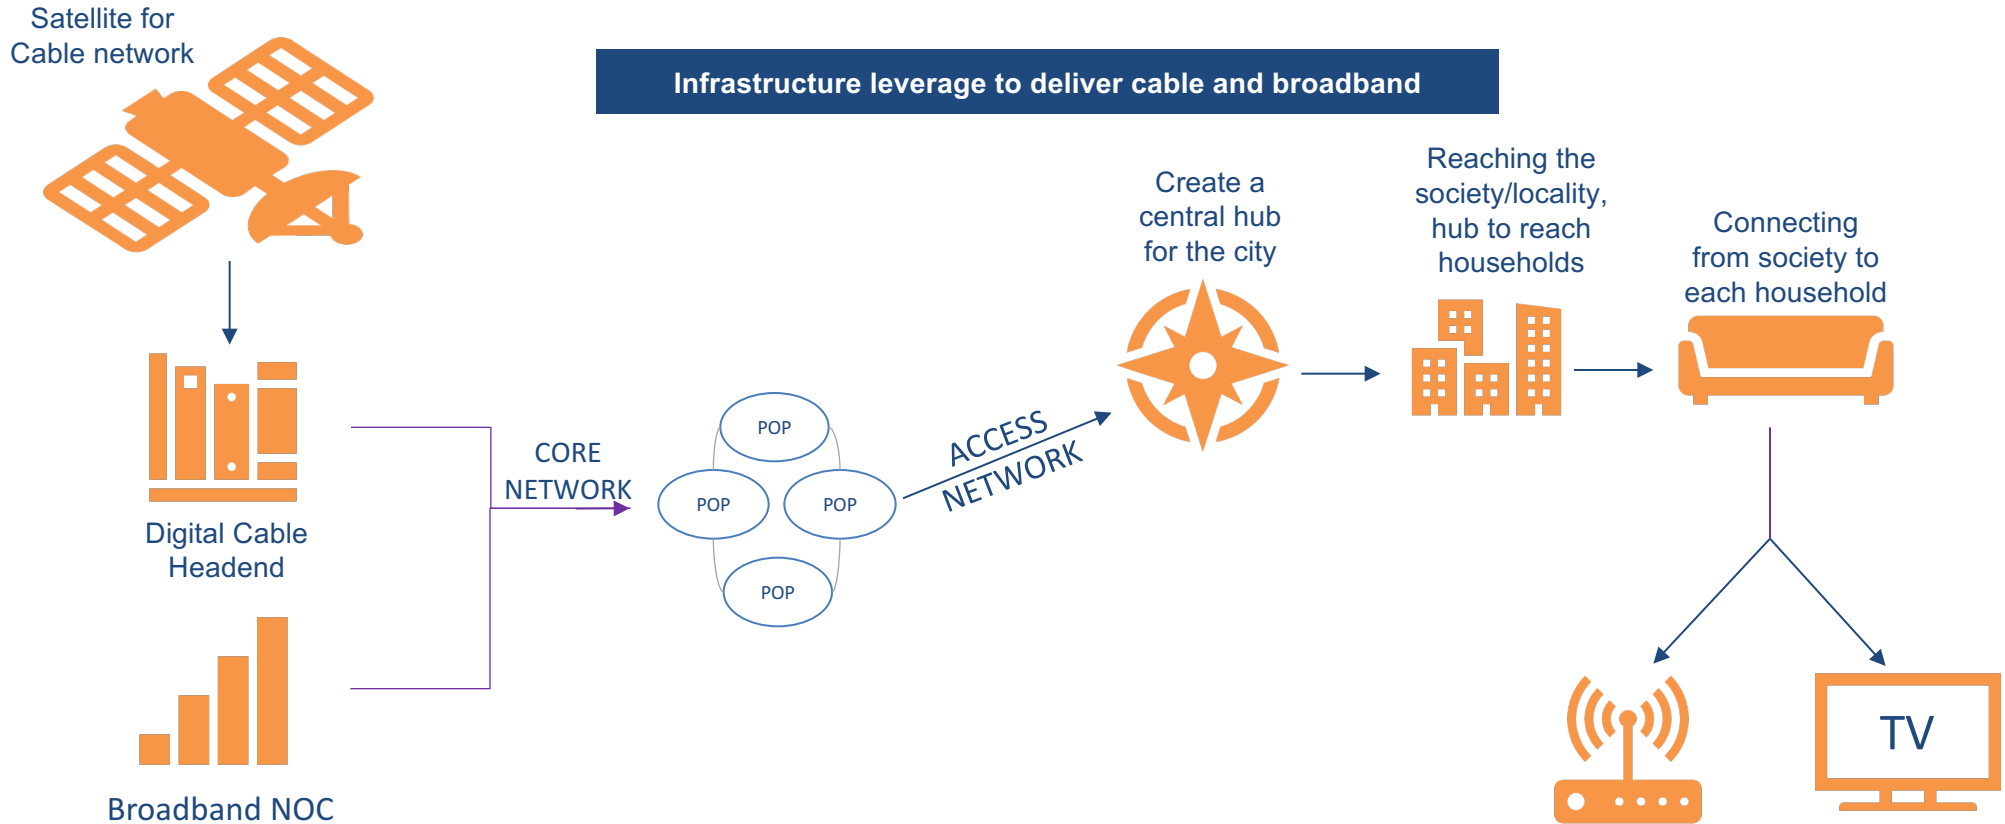 Satellite for
Cable network
Infrastructure leverage to deliver cable and broadband
Create a
central hub
for the city
Reaching the
society/locality,
hub to reach
households
Connecting
from society to
each household
Digital Cable
Headend
CORE
NETWORK
POP
POP
POP
POP
ACCESS
NETWORK
Broadband NOC
TV